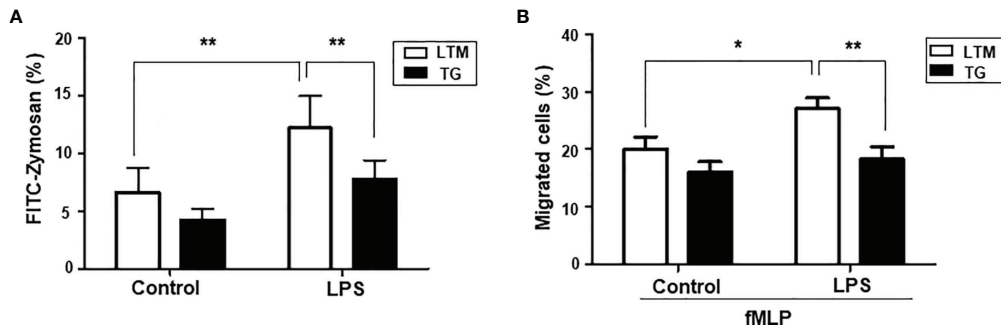 A
FITC-Zymosan (%)
20
15
10
5
0
**
**
LTM
TG
Control
LPS
B
Migrated cells (%)
40
30
20
10
0
*
**
LTM
TG
Control
LPS
fMLP